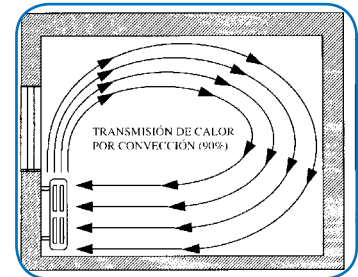 TRANSMISIÓN DE CALOR
POR CONVECCIÓN (90%)